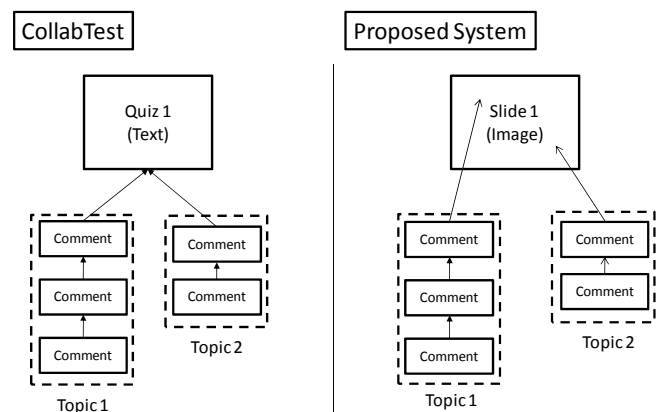 CollabTest
Quiz 1
(Text)
Comment
Comment
Comment
Topic 1
Comment
Comment
Topic 2
Proposed System
Slide 1
(Image)
Comment
Comment
Comment
Topic 1
Comment
Comment
Topic 2